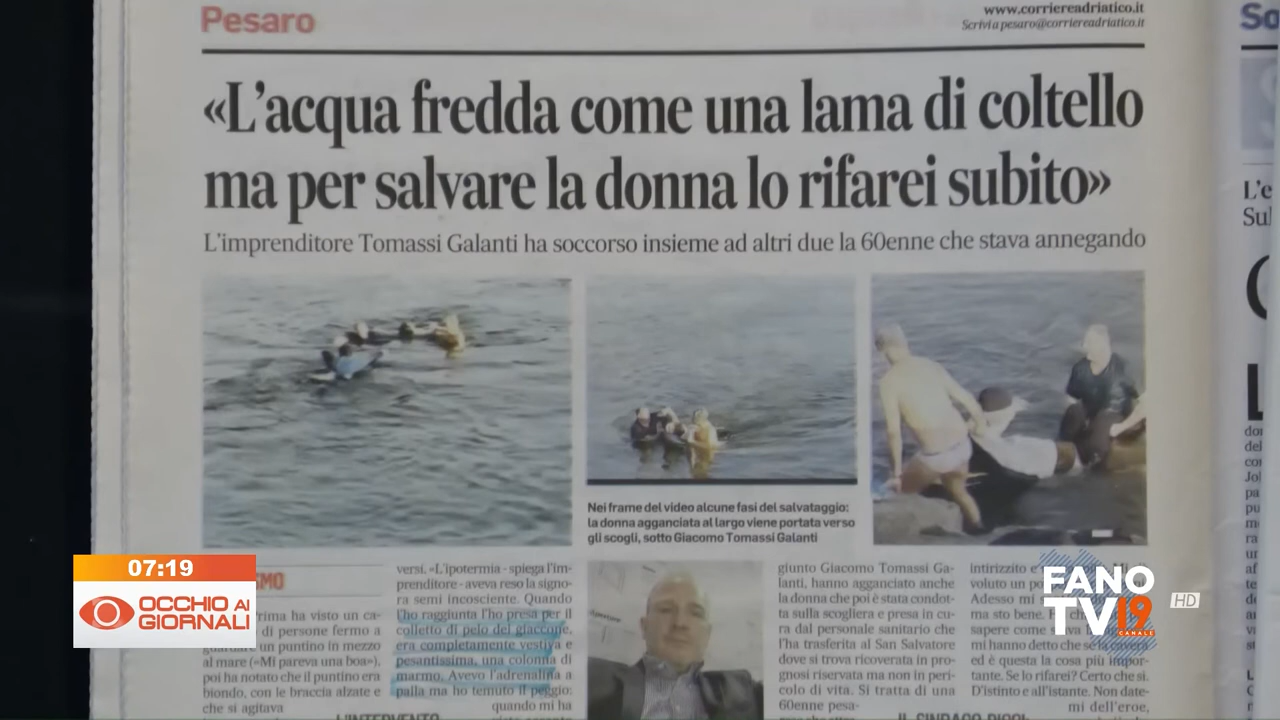 Pesaro
www.corriereadriatico.it
Scrivi a pesaro@corriereadriatico.it
«L'acqua fredda come una lama di coltello
ma per salvare la donna lo rifarei subito»
L'imprenditore Tomassi Galanti ha soccorso insieme ad altri due la 60enne che stava annegando
Nei frame del video alcune fasi del salvataggio:
la donna agganciata al largo viene portata verso
gli scogli, sotto Giacomo Tomassi Galanti
rima ha visto un ca-
di persone fermo a
un puntino in mezzo
al mare («Mi pareva una boa»),
poi ha notato che il puntino era
biondo, con le braccia alzate e
che si agitava
versi. «L'ipotermia - spiega l'im-
prenditore - aveva reso la signo-
ra semi incosciente. Quando
l'ho raggiunta l'ho presa per il
colletto di pelo del giaccone,
era completamente vestita e
pesantissima, una colonna di
marmo. Avevo l'adrenalina a
palla ma ho temuto il peggio:
quando mi ha
L'INTERVENTO
giunto Giacomo Tomassi Ga-
lanti, hanno agganciato anche
la donna che poi è stata condot-
ta sulla scogliera e presa in cu-
ra dal personale sanitario che
l'ha trasferita al San Salvatore
dove si trova ricoverata in pro-
gnosi riservata ma non in peri-
colo di vita. Si tratta di una
60enne pesa-
intirizzito e
voluto un po
Adesso mi
ma sto bene.
sapere come
mi hanno detto che se la caverà
ed è questa la cosa più impor-
tante. Se lo rifarei? Certo che sì.
D'istinto e all'istante. Non date-
mi dell'eroe,
IL SINDACO RICCI
So
L'e
Sul
07:19
OCCHIO AI
GIORNALI
FANO
TV19
CANALE
HD